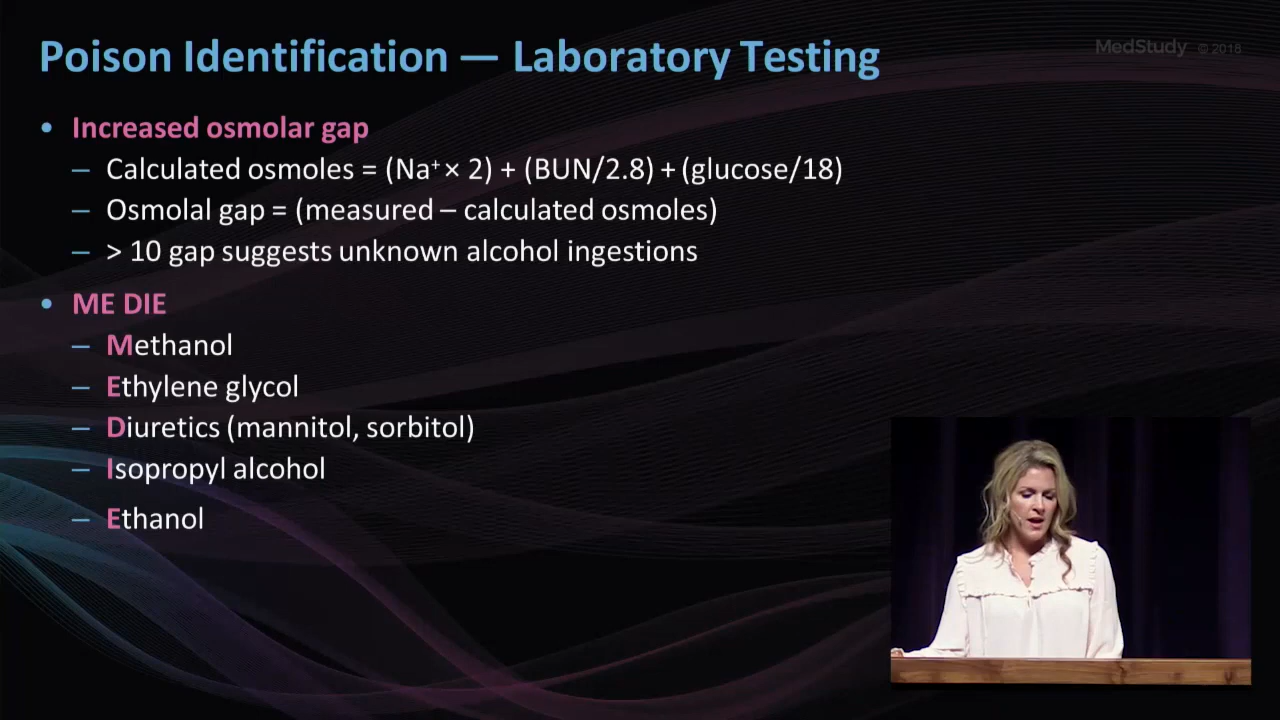 Poison Identification — Laboratory Testing
MedStudy © 2018
• Increased osmolar gap
– Calculated osmoles = (Na⁺ × 2) + (BUN/2.8) + (glucose/18)
– Osmolal gap = (measured – calculated osmoles)
– > 10 gap suggests unknown alcohol ingestions
• ME DIE
– Methanol
– Ethylene glycol
– Diuretics (mannitol, sorbitol)
– Isopropyl alcohol
– Ethanol